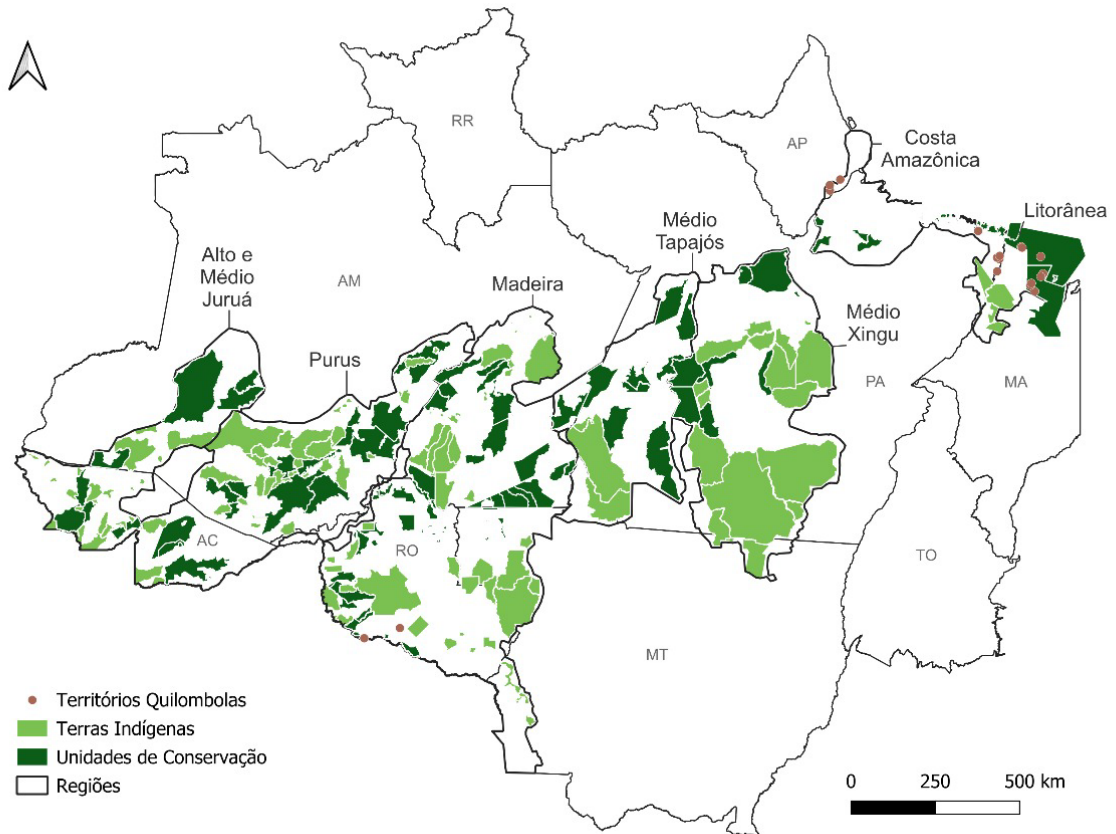 RR
AP
Costa
Amazônica
Litorânea
Médio
Tapajós
Alto e
Médio
Juruá
AM
Madeira
Purus
Médio
Xingu
PA
MA
AC
RO
TO
MT
Territórios Quilombolas
Terras Indígenas
Unidades de Conservação
Regiões
0 250 500 km